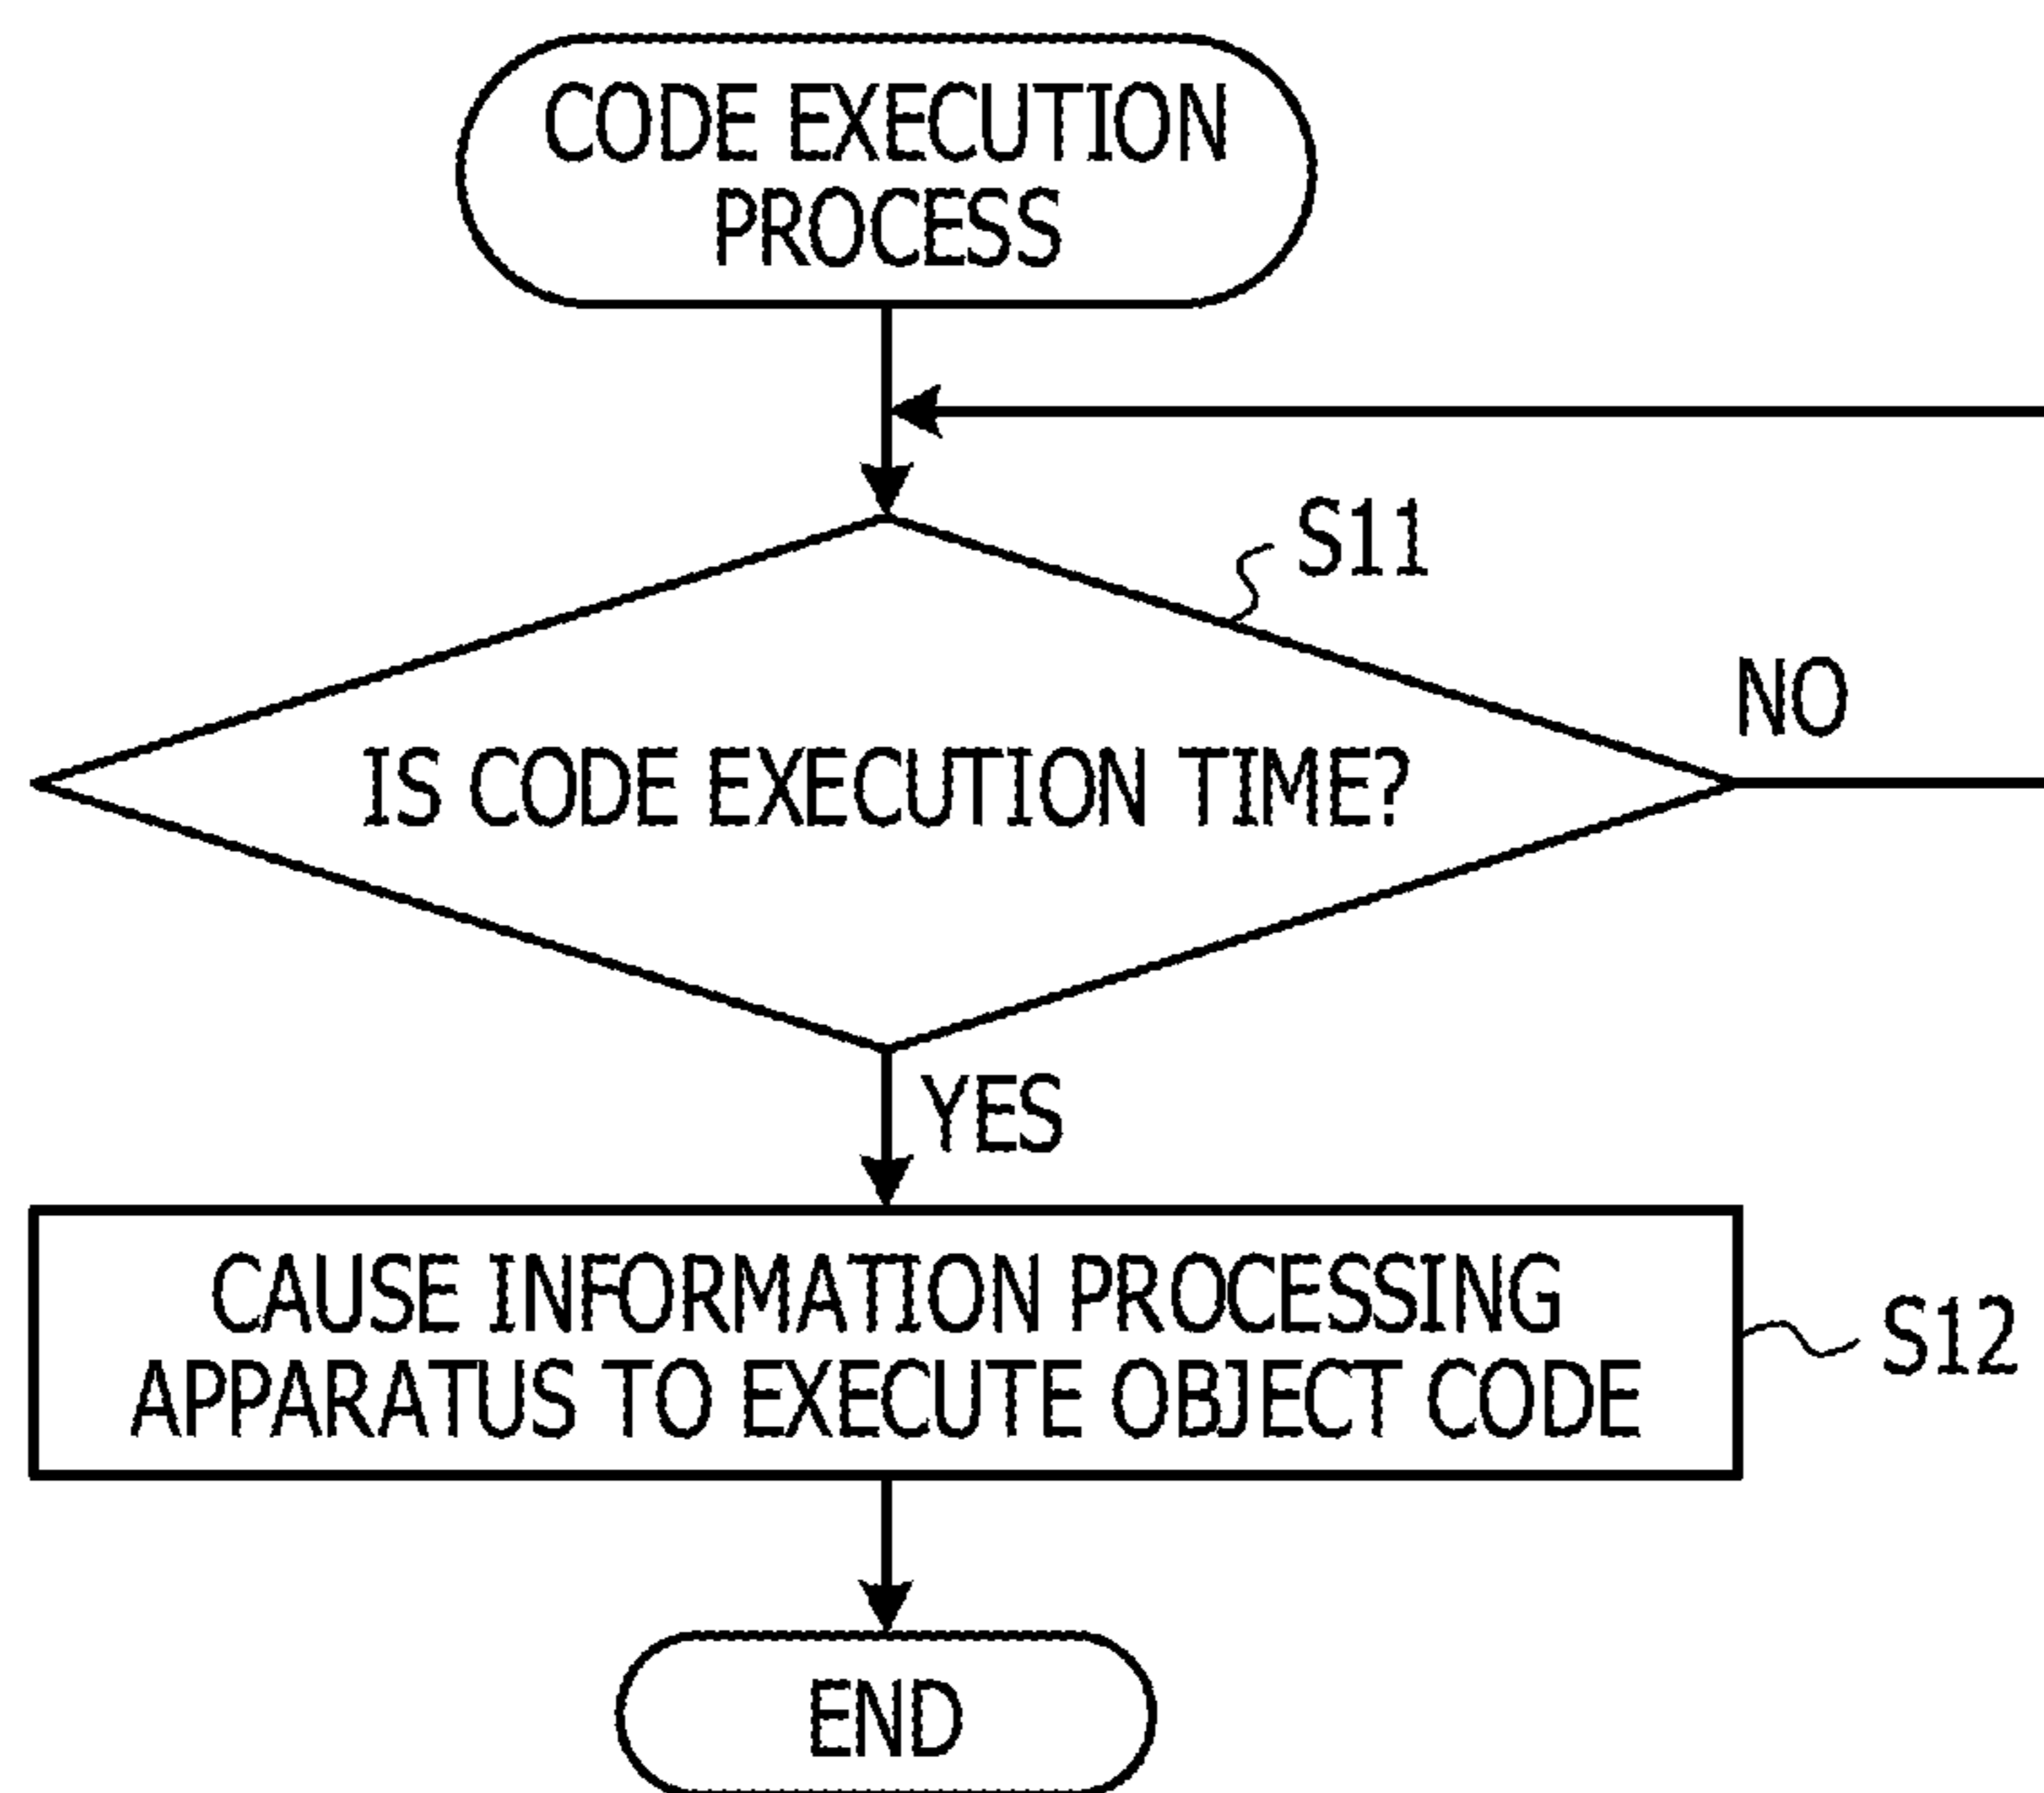 CODE EXECUTION
PROCESS
S11
NO
IS CODE EXECUTION TIME?
YES
CAUSE INFORMATION PROCESSING
APPARATUS TO EXECUTE OBJECT CODE
S12
END